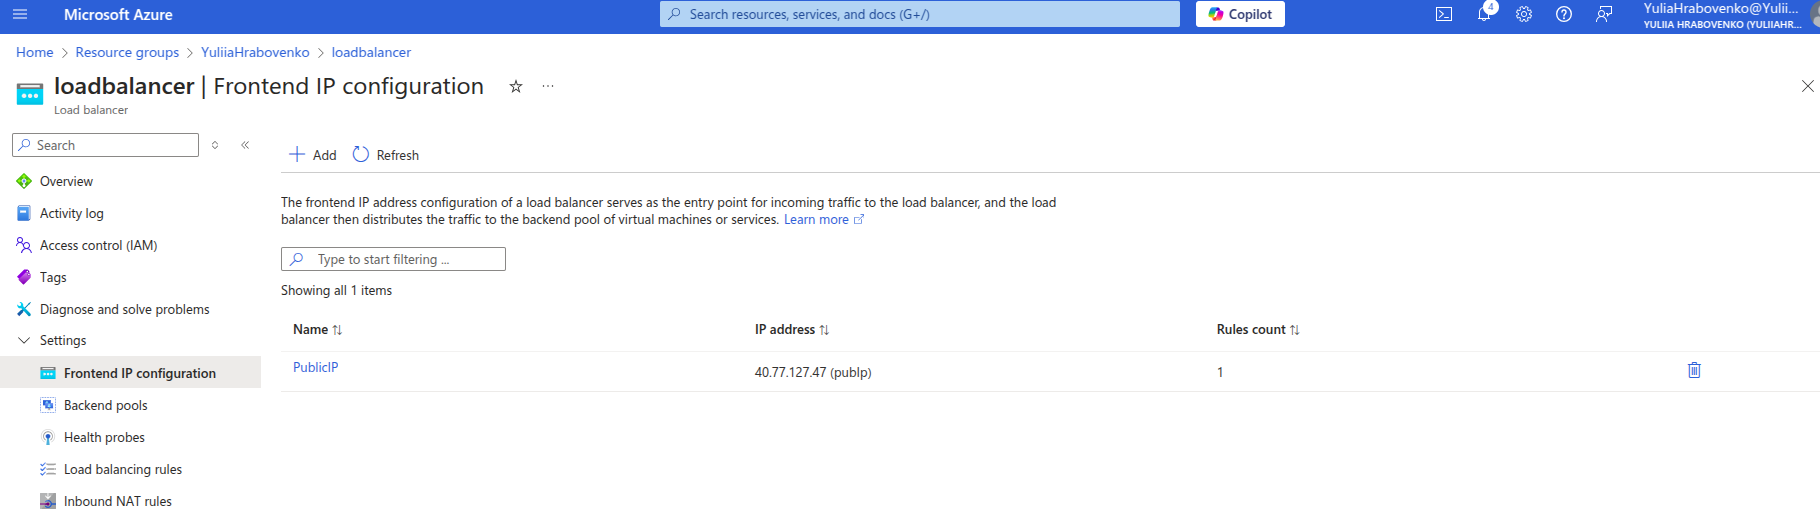 Microsoft Azure
Search resources, services, and docs (G+/)
Copilot
4
YuliaHrabovenko@Yulii...
YULIIA HRABOVENKO (YULIIAHR...
Home > Resource groups > YuliiaHrabovenko > loadbalancer
loadbalancer | Frontend IP configuration
Load balancer
Search
Overview
Activity log
Access control (IAM)
Tags
Diagnose and solve problems
Settings
Frontend IP configuration
Backend pools
Health probes
Load balancing rules
Inbound NAT rules
Add Refresh
The frontend IP address configuration of a load balancer serves as the entry point for incoming traffic to the load balancer, and the load
balancer then distributes the traffic to the backend pool of virtual machines or services. Learn more
Type to start filtering ...
Showing all 1 items
Name IP address Rules count
PublicIP 40.77.127.47 (pubIp) 1